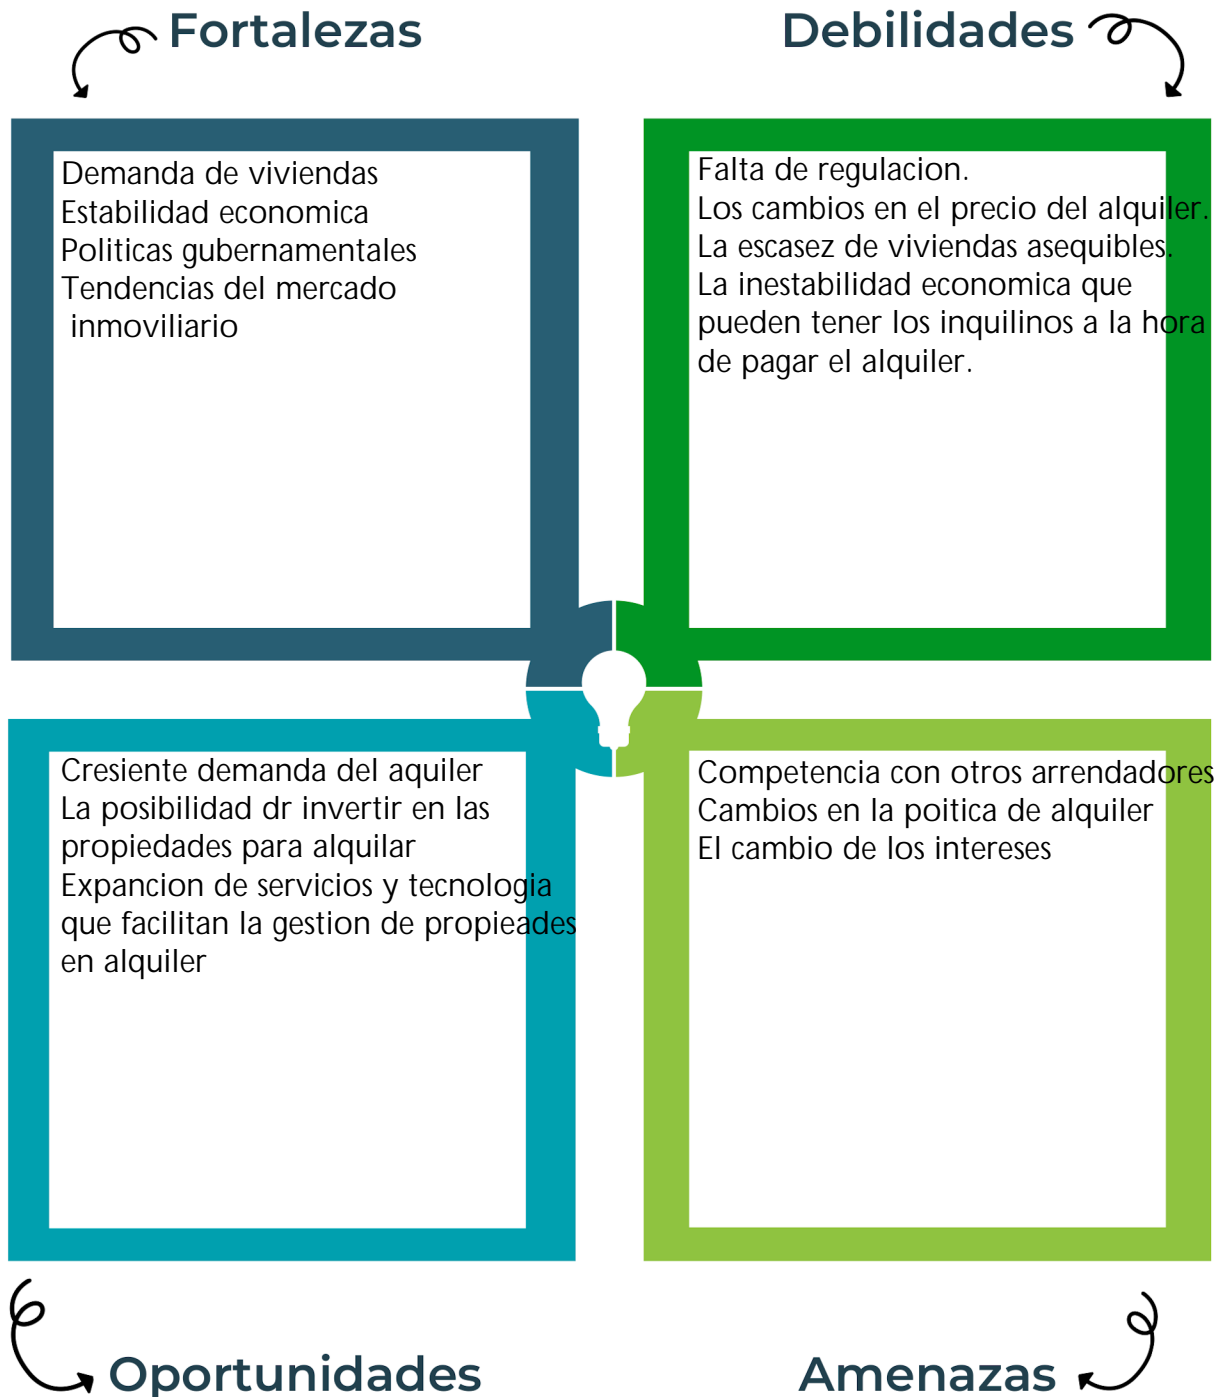 Fortalezas
Demanda de viviendas
Estabilidad economica
Politicas gubernamentales
Tendencias del mercado
inmoviliario
Debilidades
Falta de regulacion.
Los cambios en el precio del alquiler.
La escasez de viviendas asequibles.
La inestabilidad economica que
pueden tener los inquilinos a la hora
de pagar el alquiler.
Cresiente demanda del aquiler
La posibilidad dr invertir en las
propiedades para alquilar
Expancion de servicios y tecnologia
que facilitan la gestion de propieades
en alquiler
Oportunidades
Competencia con otros arrendadores
Cambios en la poitica de alquiler
El cambio de los intereses
Amenazas